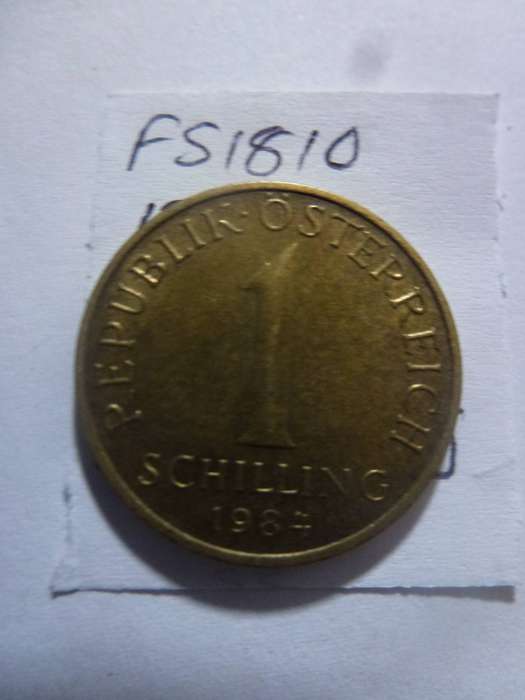 FS1810
REPUBLIK·ÖSTERREICH
1
SCHILLING
1984